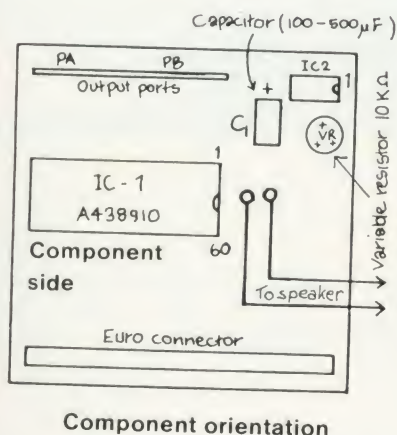 Capacitor (100-500μF)
PA PB
Output ports
+
IC2
1
C1
VR
+
+ +
Variable resistor 10KΩ
1
IC-1
A438910
60
Component
side
To speaker
Euro connector
Component orientation